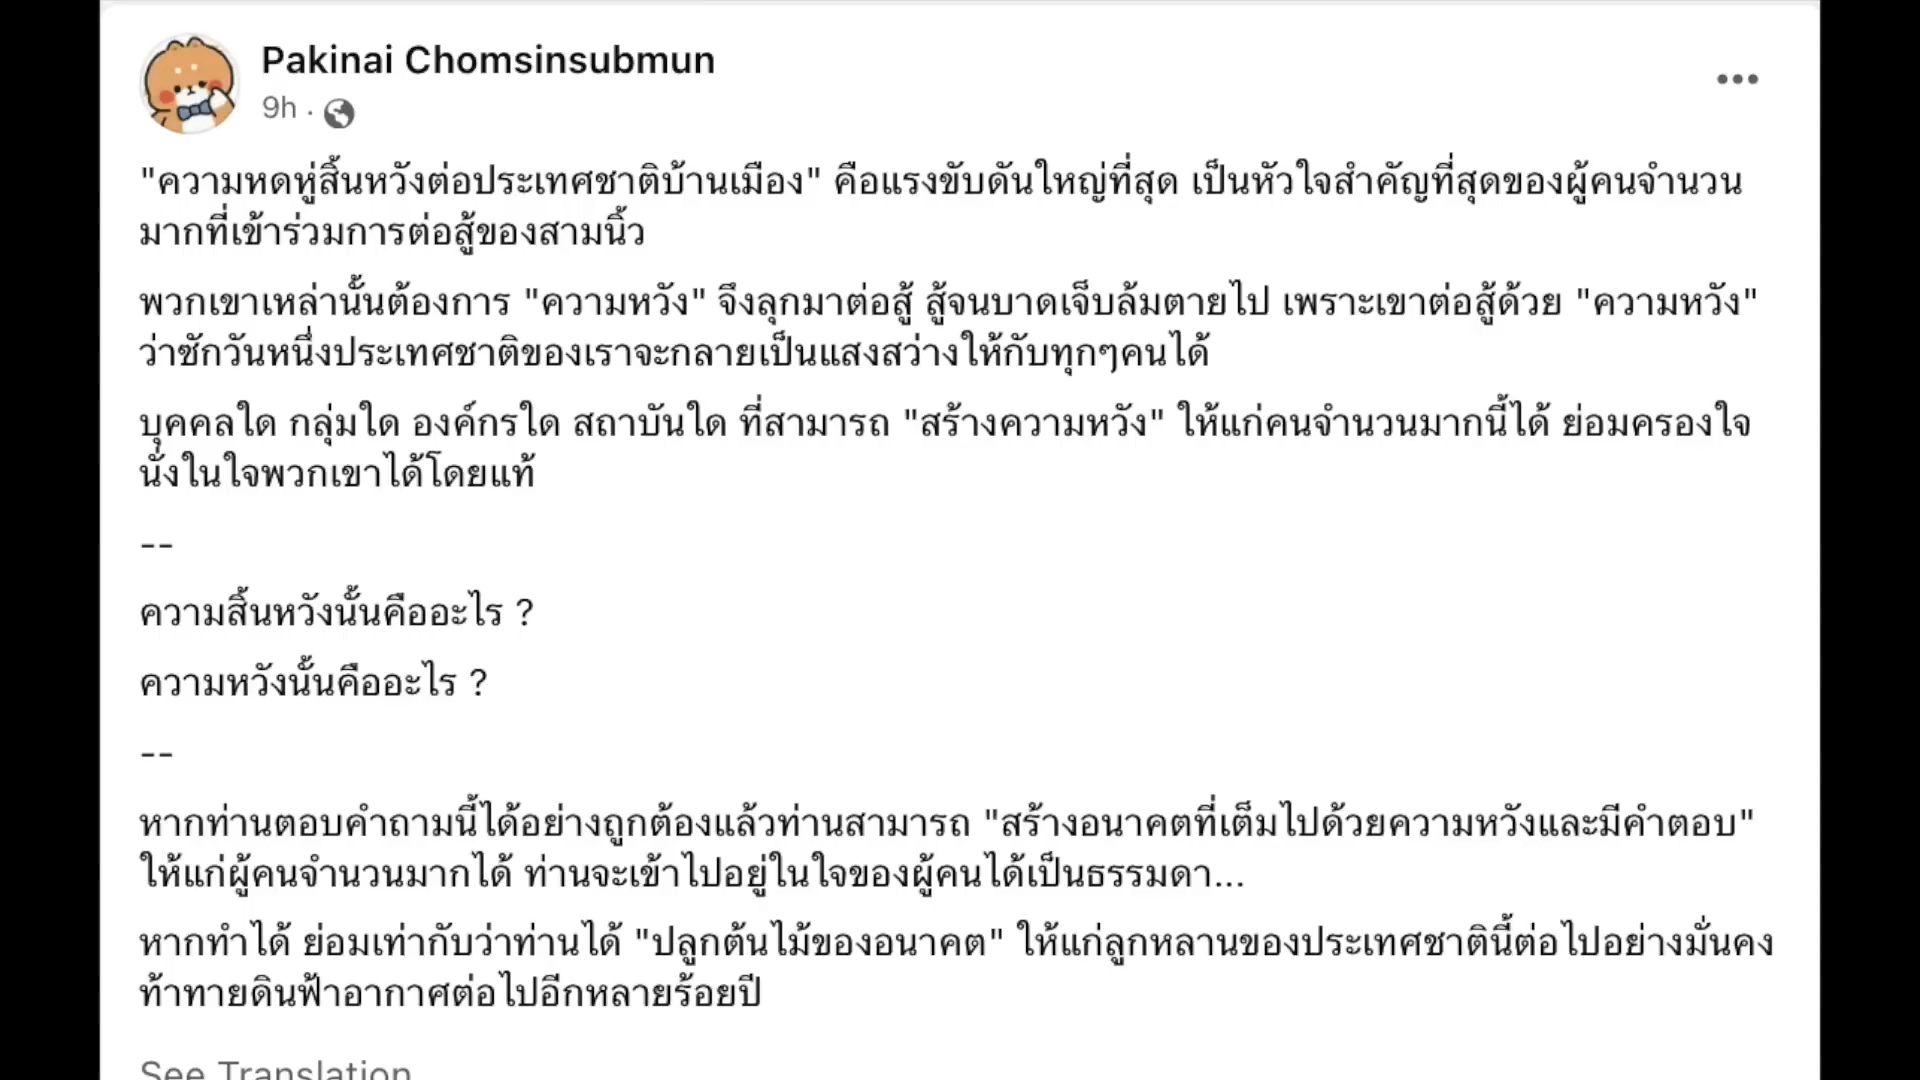 Pakinai Chomsinsubmun
9h ·
"ความหดหู่สิ้นหวังต่อประเทศชาติบ้านเมือง" คือแรงขับดันใหญ่ที่สุด เป็นหัวใจสำคัญที่สุดของผู้คนจำนวน
มากที่เข้าร่วมการต่อสู้ของสามนิ้ว
พวกเขาเหล่านั้นต้องการ "ความหวัง" จึงลุกมาต่อสู้ สู้จนบาดเจ็บล้มตายไป เพราะเขาต่อสู้ด้วย "ความหวัง"
ว่าซักวันหนึ่งประเทศชาติของเราจะกลายเป็นแสงสว่างให้กับทุกๆคนได้
บุคคลใด กลุ่มใด องค์กรใด สถาบันใด ที่สามารถ "สร้างความหวัง" ให้แก่คนจำนวนมากนี้ได้ ย่อมครองใจ
นั่งในใจพวกเขาได้โดยแท้
--
ความสิ้นหวังนั้นคืออะไร ?
ความหวังนั้นคืออะไร ?
--
หากท่านตอบคำถามนี้ได้อย่างถูกต้องแล้วท่านสามารถ "สร้างอนาคตที่เต็มไปด้วยความหวังและมีคำตอบ"
ให้แก่ผู้คนจำนวนมากได้ ท่านจะเข้าไปอยู่ในใจของผู้คนได้เป็นธรรมดา...
หากทำได้ ย่อมเท่ากับว่าท่านได้ "ปลูกต้นไม้ของอนาคต" ให้แก่ลูกหลานของประเทศชาตินี้ต่อไปอย่างมั่นคง
ท้าทายดินฟ้าอากาศต่อไปอีกหลายร้อยปี
See Translation